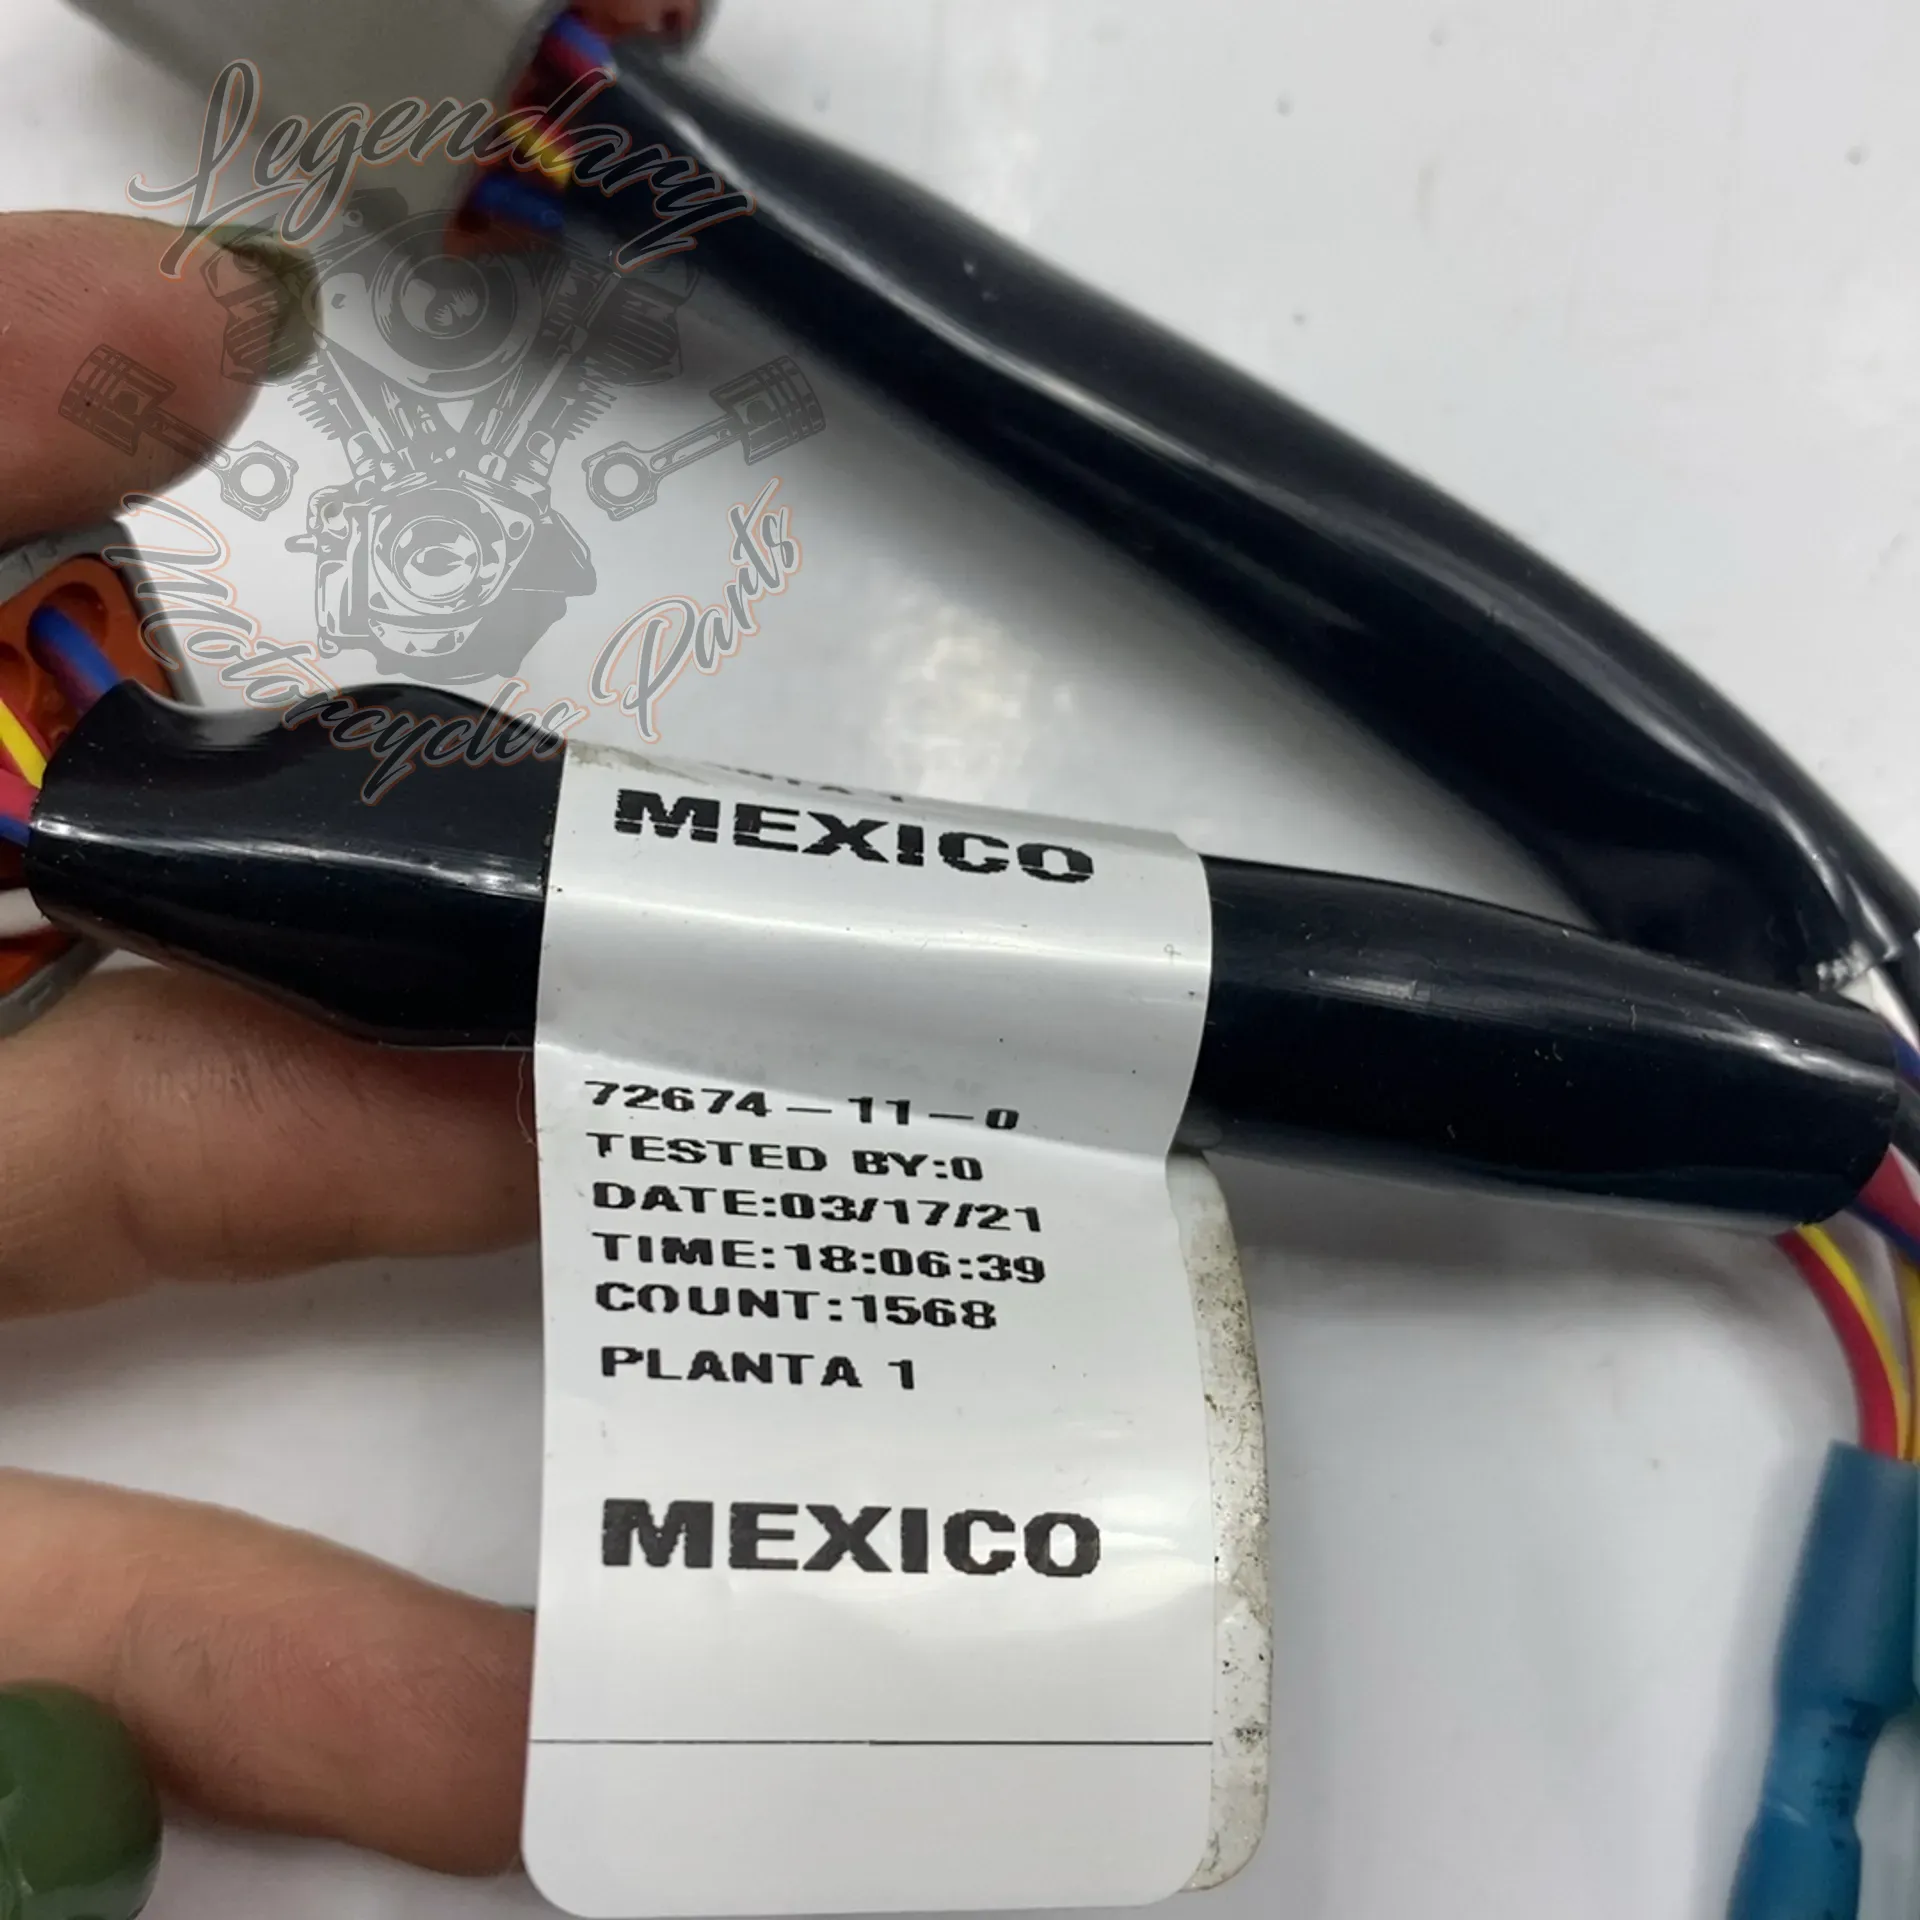 Legendary
Motorcycles Parts
MEXICO
72674-11-0
TESTED BY:0
DATE:03/17/21
TIME:18:06:39
COUNT:1568
PLANTA 1
MEXICO